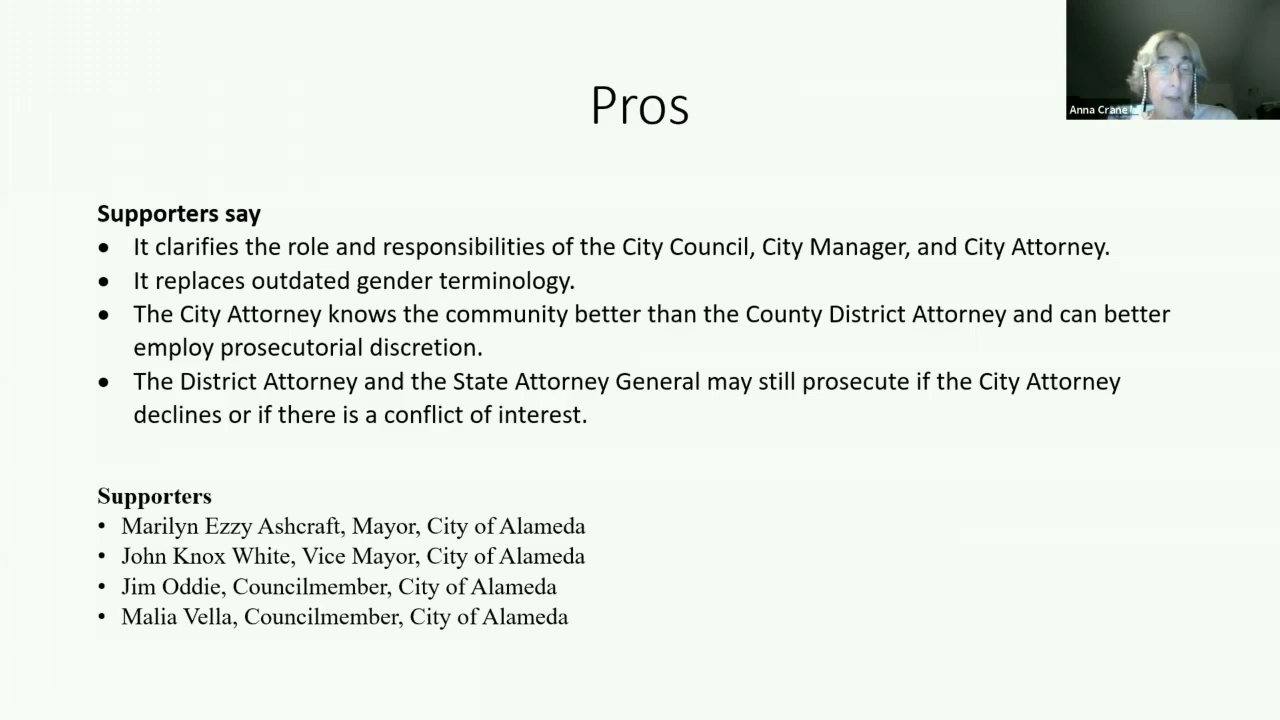 Pros
Anna Crane
Supporters say
• It clarifies the role and responsibilities of the City Council, City Manager, and City Attorney.
• It replaces outdated gender terminology.
• The City Attorney knows the community better than the County District Attorney and can better
employ prosecutorial discretion.
• The District Attorney and the State Attorney General may still prosecute if the City Attorney
declines or if there is a conflict of interest.
Supporters
• Marilyn Ezzy Ashcraft, Mayor, City of Alameda
• John Knox White, Vice Mayor, City of Alameda
• Jim Oddie, Councilmember, City of Alameda
• Malia Vella, Councilmember, City of Alameda